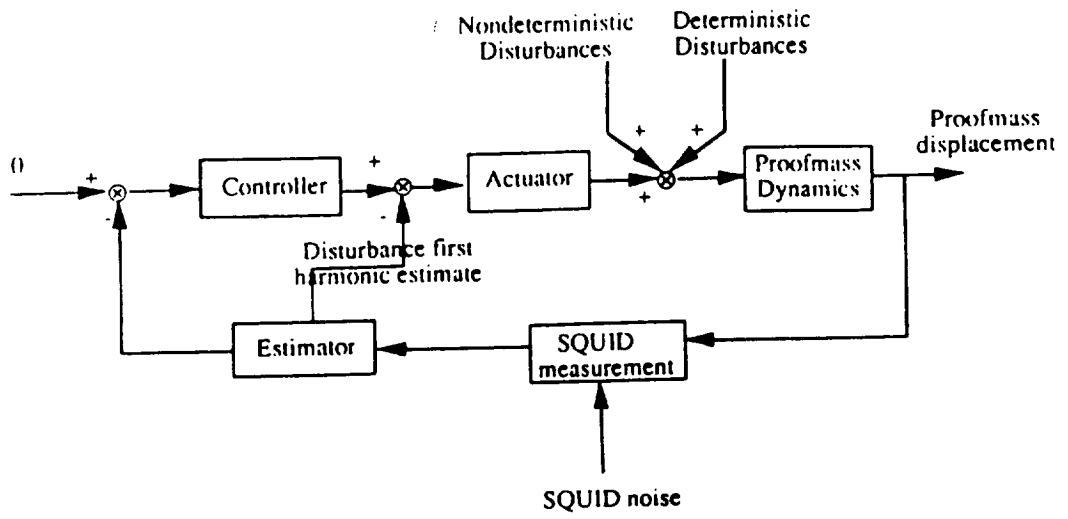 Nondeterministic
Disturbances
Deterministic
Disturbances
Proofmass
displacement
0
+
-
Controller
+
-
Actuator
+
+
+
Proofmass
Dynamics
Disturbance first
harmonic estimate
Estimator
SQUID
measurement
SQUID noise